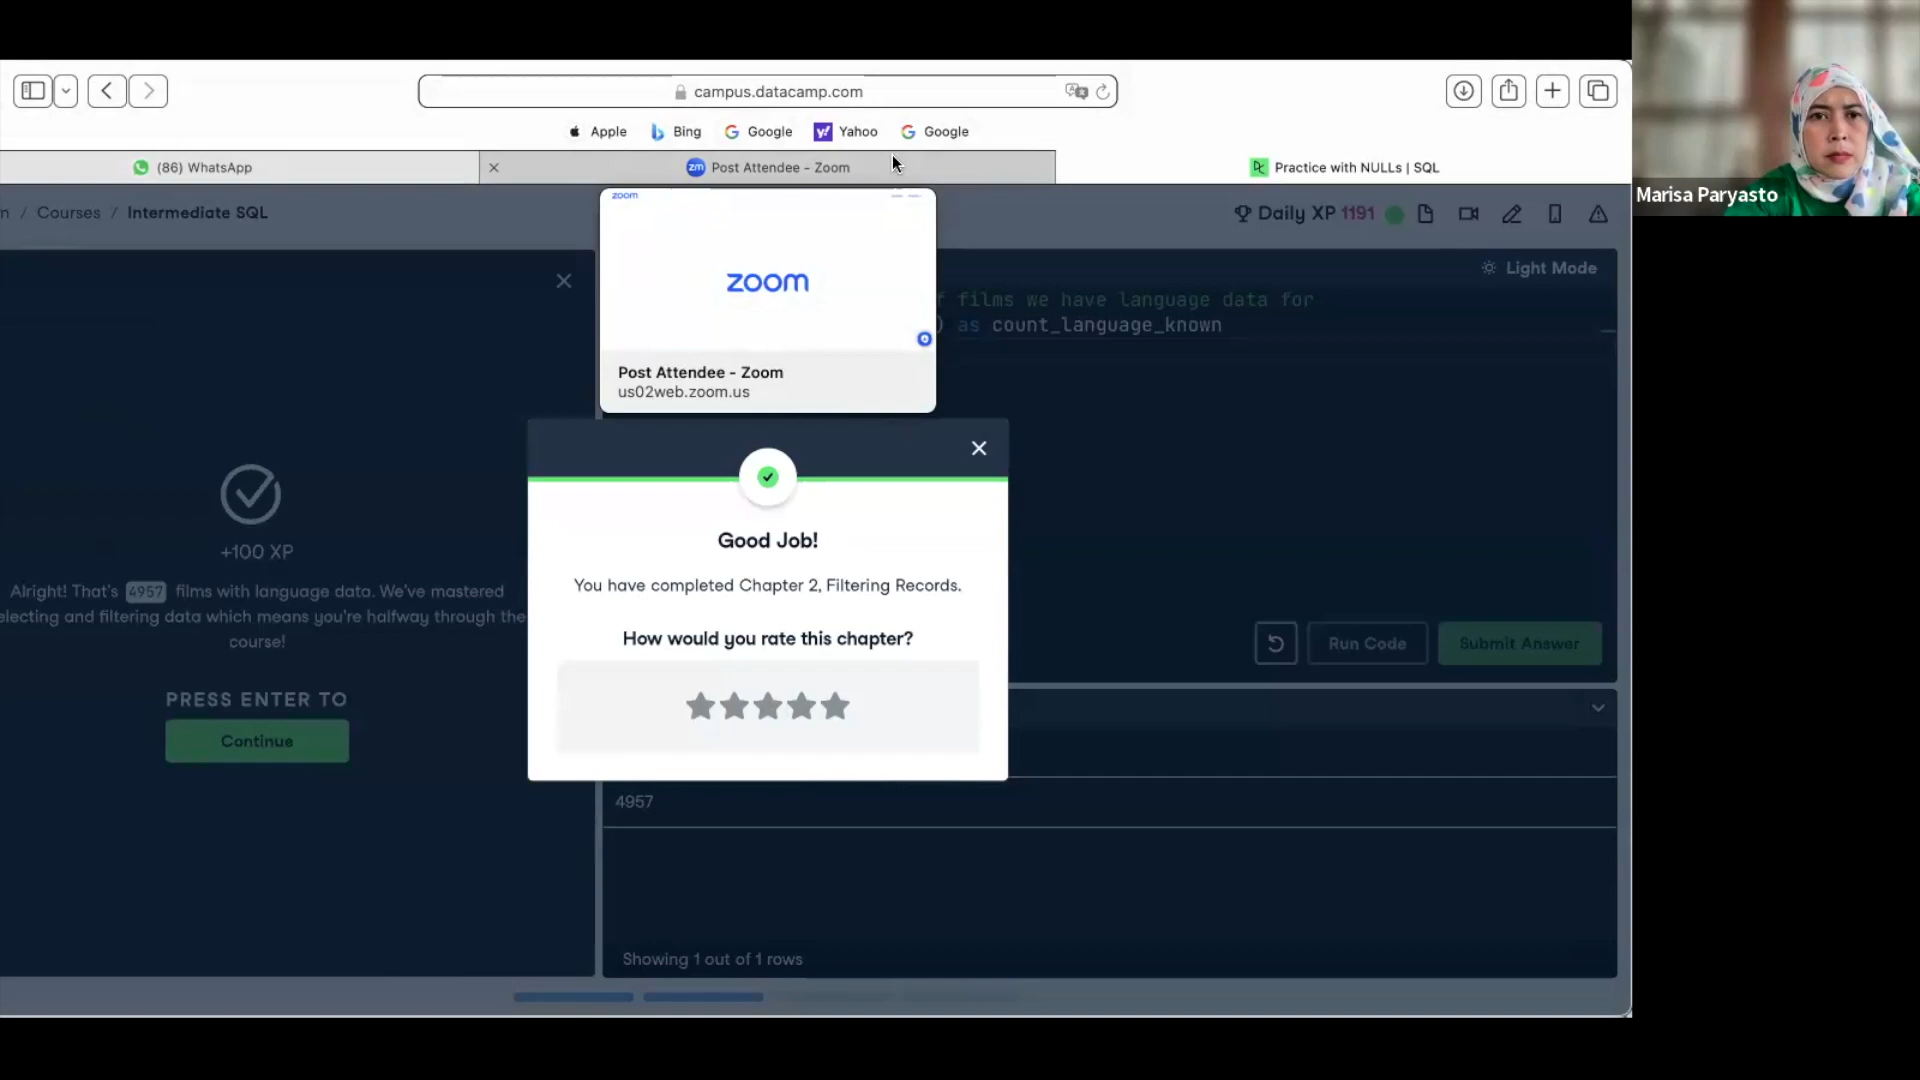 campus.datacamp.com
Apple
Bing
Google
Yahoo
Google
(86) WhatsApp
zm Post Attendee - Zoom
Practice with NULLs | SQL
/ Courses / Intermediate SQL
Daily XP 1191
Light Mode
zoom
zoom
Post Attendee - Zoom
us02web.zoom.us
films we have language data for
) as count_language_known
Good Job!
You have completed Chapter 2, Filtering Records.
How would you rate this chapter?
+100 XP
Alright! That's 4957 films with language data. We've mastered
electing and filtering data which means you're halfway through the
course!
PRESS ENTER TO
Continue
Run Code
Submit Answer
4957
Showing 1 out of 1 rows
Marisa Paryasto